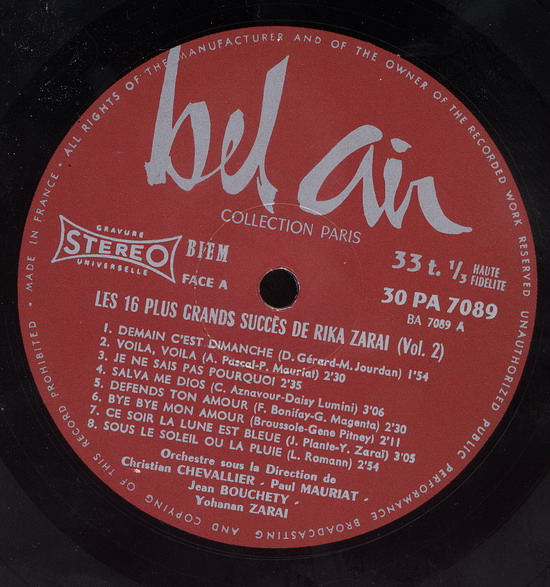 ALL RIGHTS OF THE MANUFACTURER AND OF THE OWNER OF THE RECORDED WORK RESERVED UNAUTHORIZED PUBLIC PERFORMANCE BROADCASTING AND COPYING OF THIS RECORD PROHIBITED • MADE IN FRANCE •
bel air
COLLECTION PARIS
GRAVURE
STEREO
UNIVERSELLE
BIEM
FACE A
33 t. 1/3 HAUTE FIDELITE
30 PA 7089
BA 7089 A
LES 16 PLUS GRANDS SUCCÈS DE RIKA ZARAI (Vol. 2)
1. DEMAIN C'EST DIMANCHE (D. Gérard-M. Jourdan) 1'54
2. VOILA, VOILA (A. Pascal-P. Mauriat) 2'30
3. JE NE SAIS PAS POURQUOI 2'35
4. SALVA ME DIOS (C. Aznavour-Daisy Lumini) 3'06
5. DEFENDS TON AMOUR (F. Bonifay-G. Magenta) 2'30
6. BYE BYE MON AMOUR (Broussole-Gene Pitney) 2'11
7. CE SOIR LA LUNE EST BLEUE (J. Plante-Y. Zaraï) 3'05
8. SOUS LE SOLEIL OU LA PLUIE (L. Romann) 2'54
Orchestre sous la Direction de
Christian CHEVALLIER - Paul MAURIAT -
Jean BOUCHETY -
Yohanan ZARAI